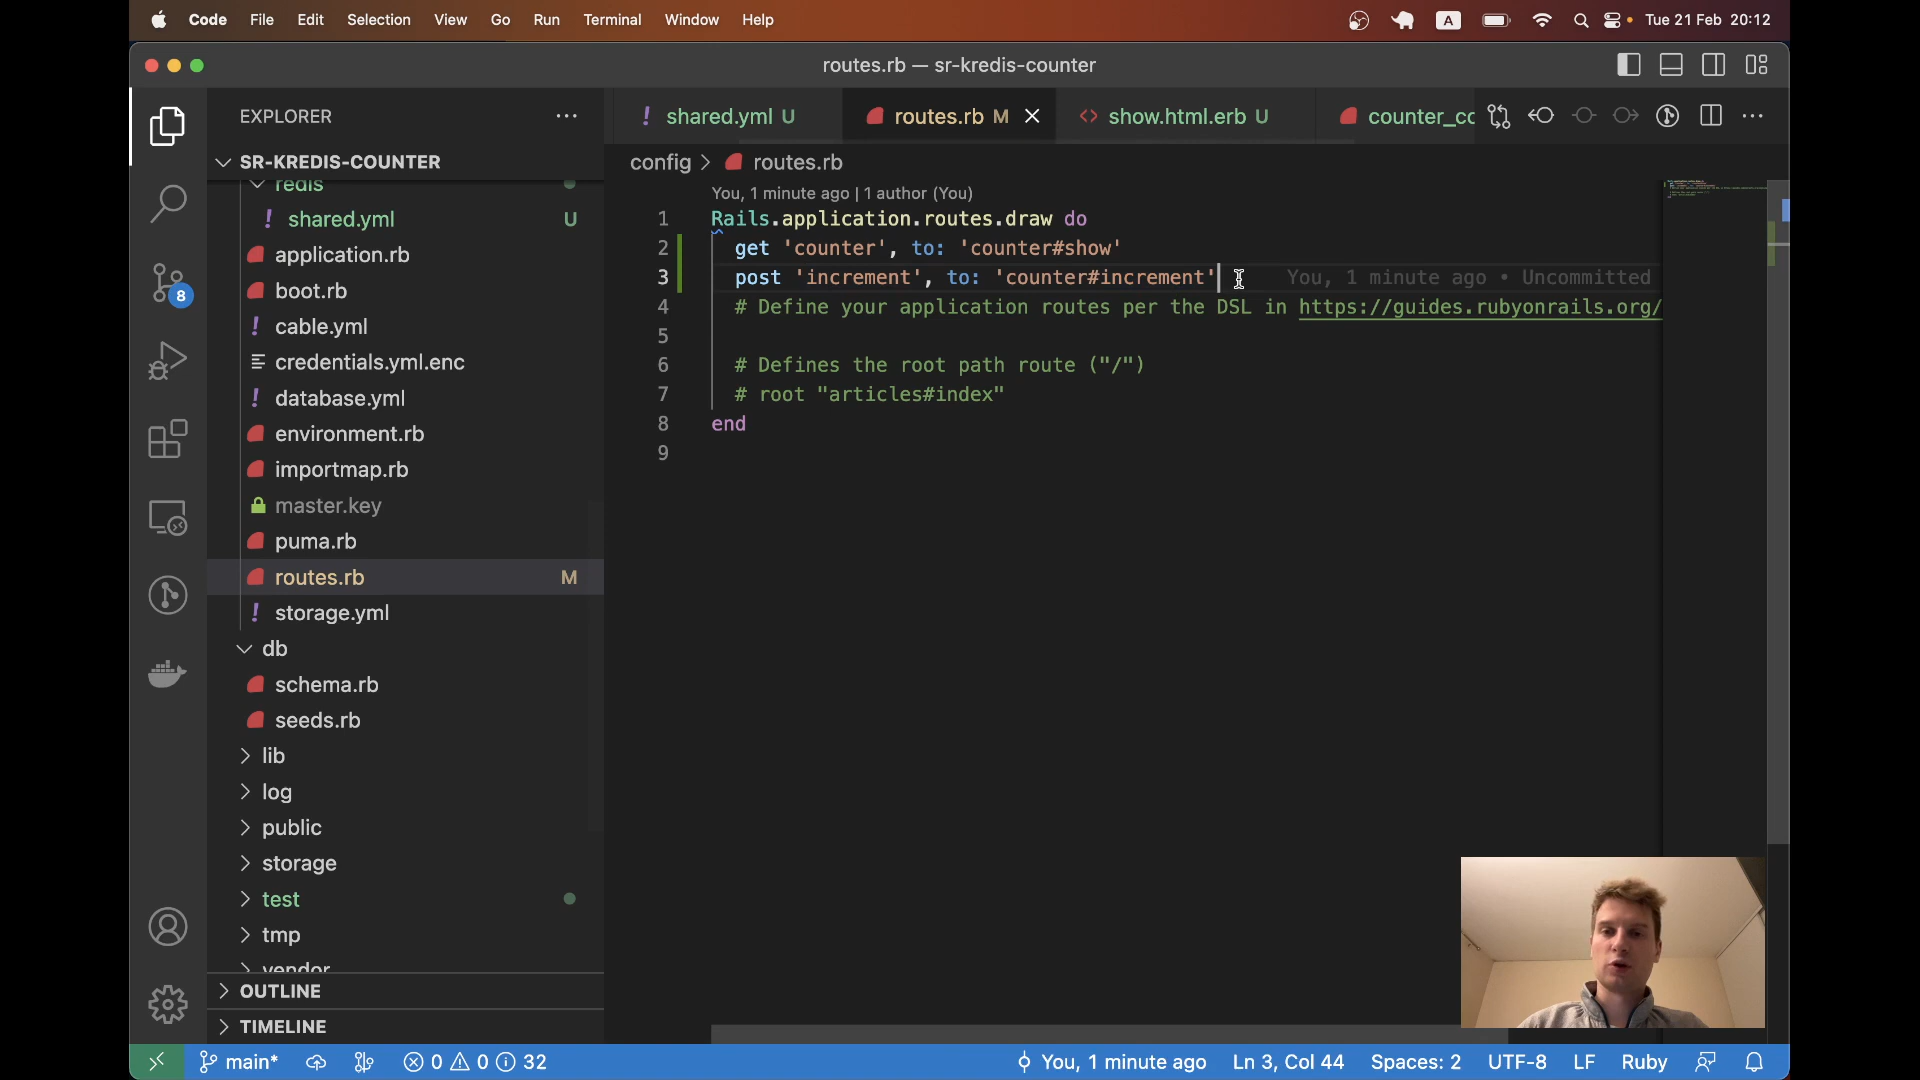 Code File Edit Selection View Go Run Terminal Window Help A Tue 21 Feb 20:12
routes.rb — sr-kredis-counter
EXPLORER
SR-KREDIS-COUNTER
redis
shared.yml U
application.rb
boot.rb
cable.yml
credentials.yml.enc
database.yml
environment.rb
importmap.rb
master.key
puma.rb
routes.rb M
storage.yml
db
schema.rb
seeds.rb
lib
log
public
storage
test
tmp
vendor
OUTLINE
TIMELINE
8
! shared.yml U routes.rb M <> show.html.erb U counter_cc
config > routes.rb
You, 1 minute ago | 1 author (You)
1 Rails.application.routes.draw do
2 get 'counter', to: 'counter#show'
3 post 'increment', to: 'counter#increment' You, 1 minute ago • Uncommitted
4 # Define your application routes per the DSL in https://guides.rubyonrails.org/
5
6 # Defines the root path route ("/")
7 # root "articles#index"
8 end
9
main* 0 0 32 You, 1 minute ago Ln 3, Col 44 Spaces: 2 UTF-8 LF Ruby